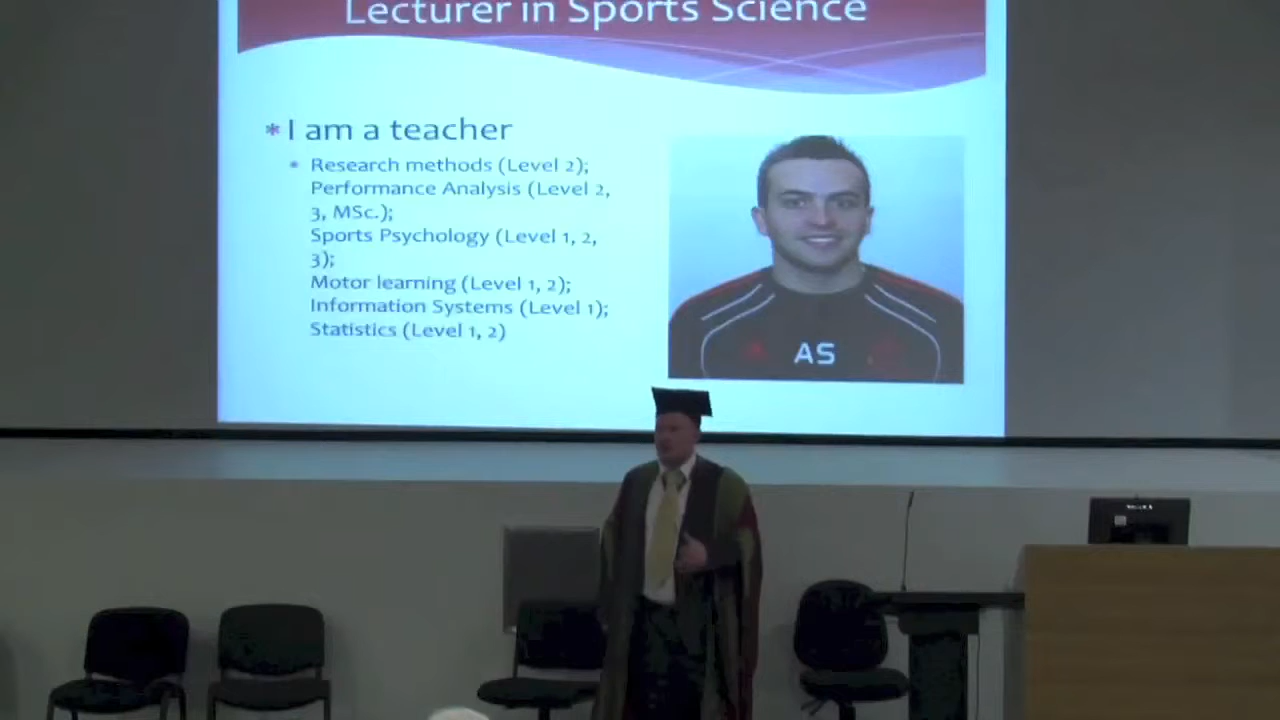 Lecturer in Sports Science
* I am a teacher
* Research methods (Level 2);
Performance Analysis (Level 2,
3, MSc.);
Sports Psychology (Level 1, 2,
3);
Motor learning (Level 1, 2);
Information Systems (Level 1);
Statistics (Level 1, 2)
AS